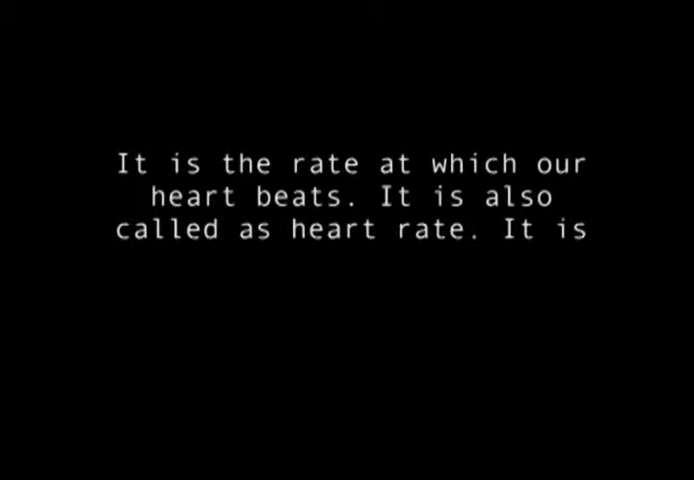 It is the rate at which our
heart beats. It is also
called as heart rate. It is